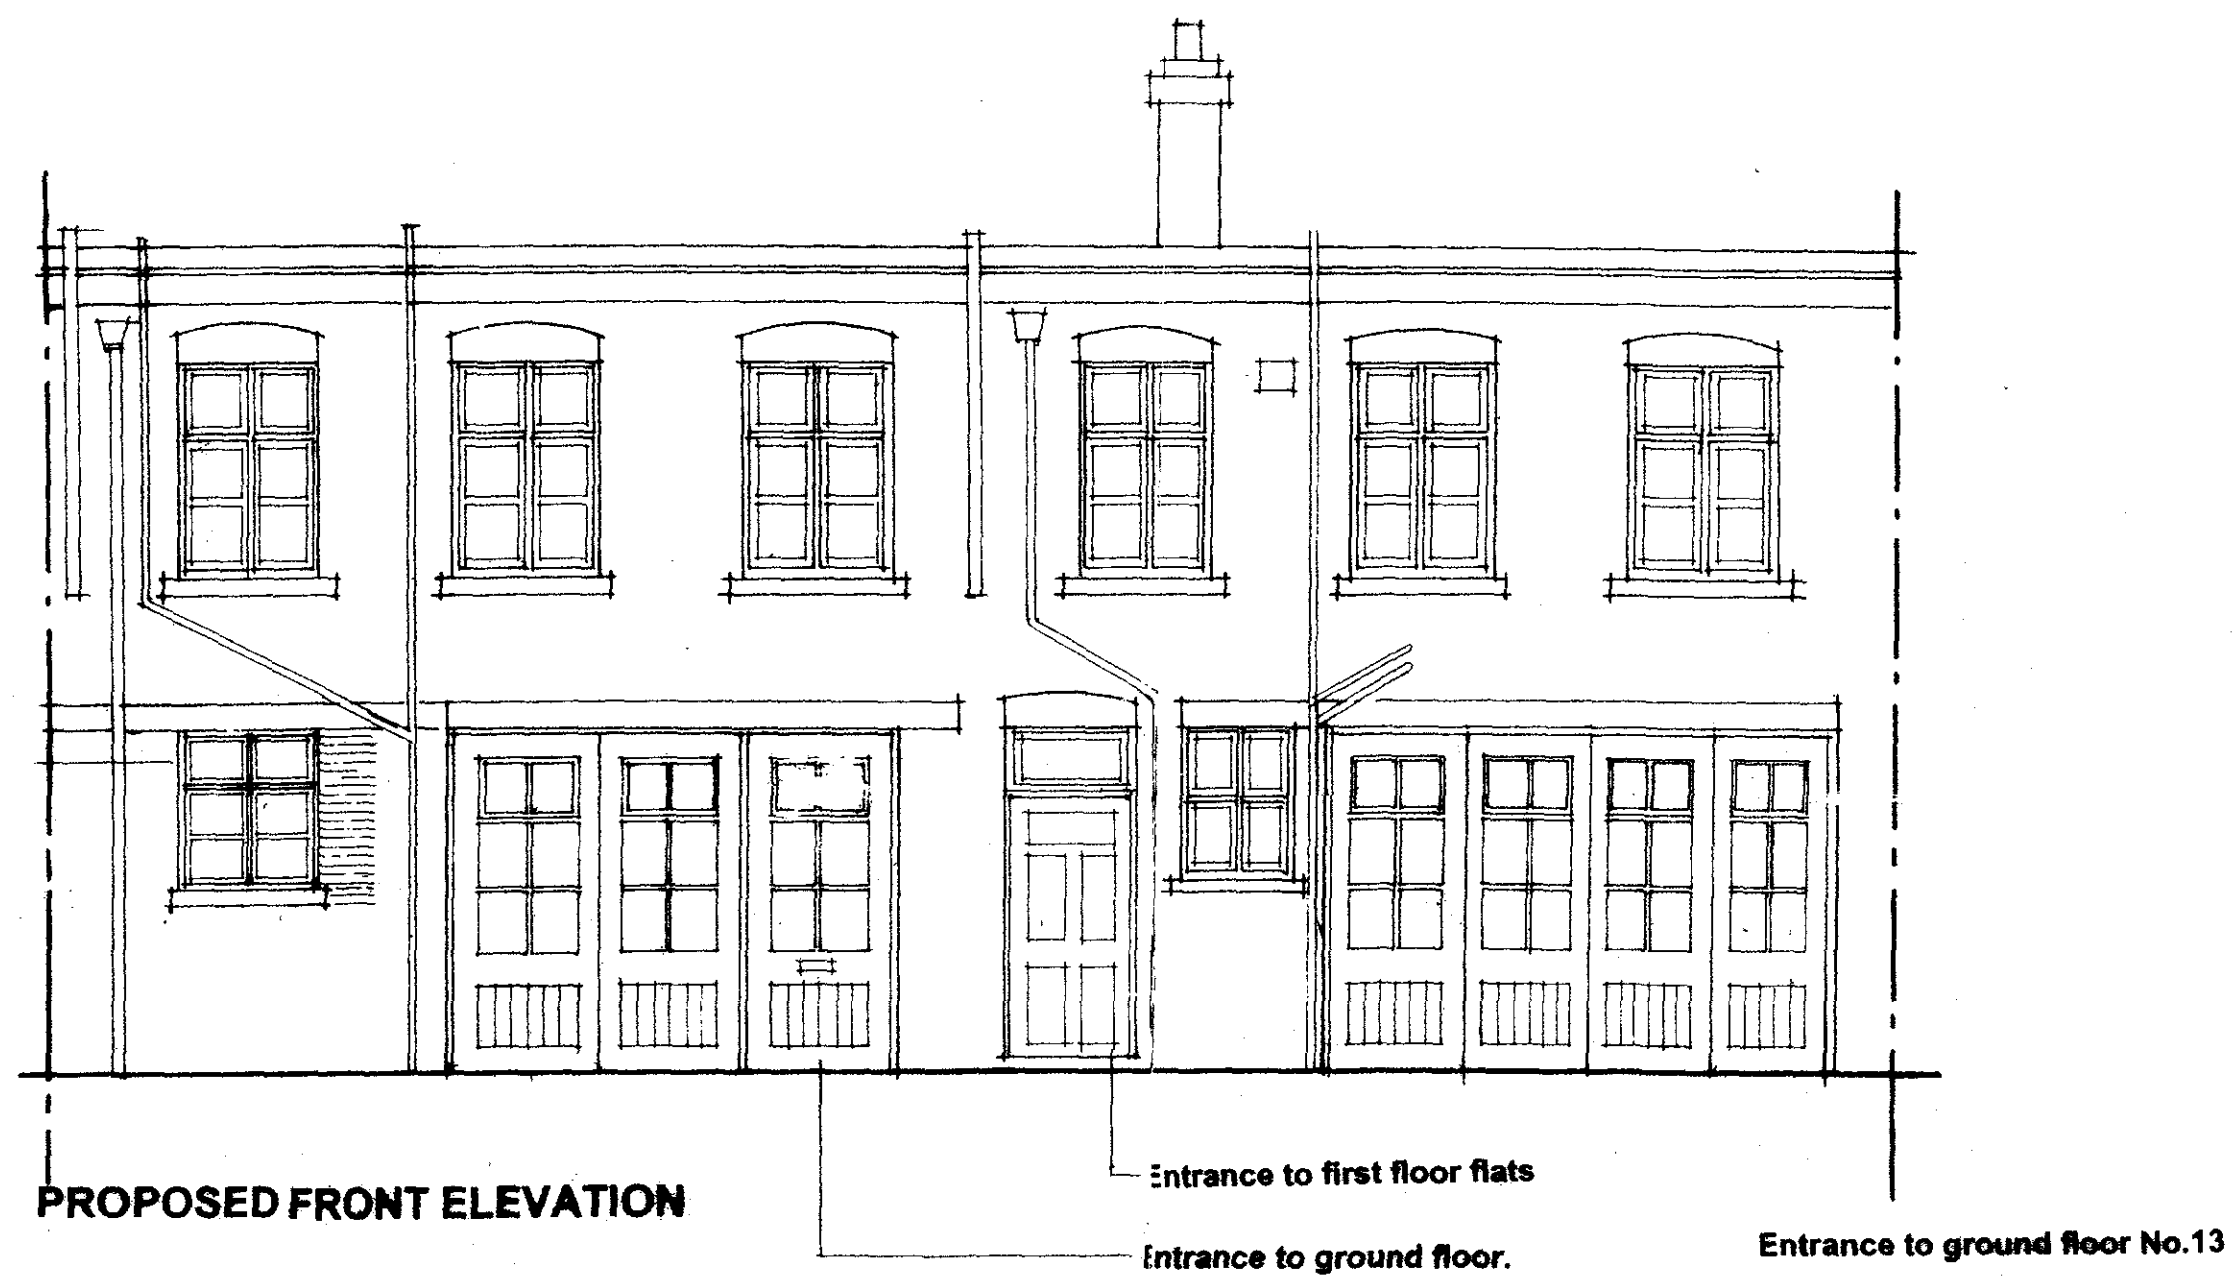 PROPOSED FRONT ELEVATION
Entrance to first floor flats
Entrance to ground floor.
Entrance to ground floor No.13